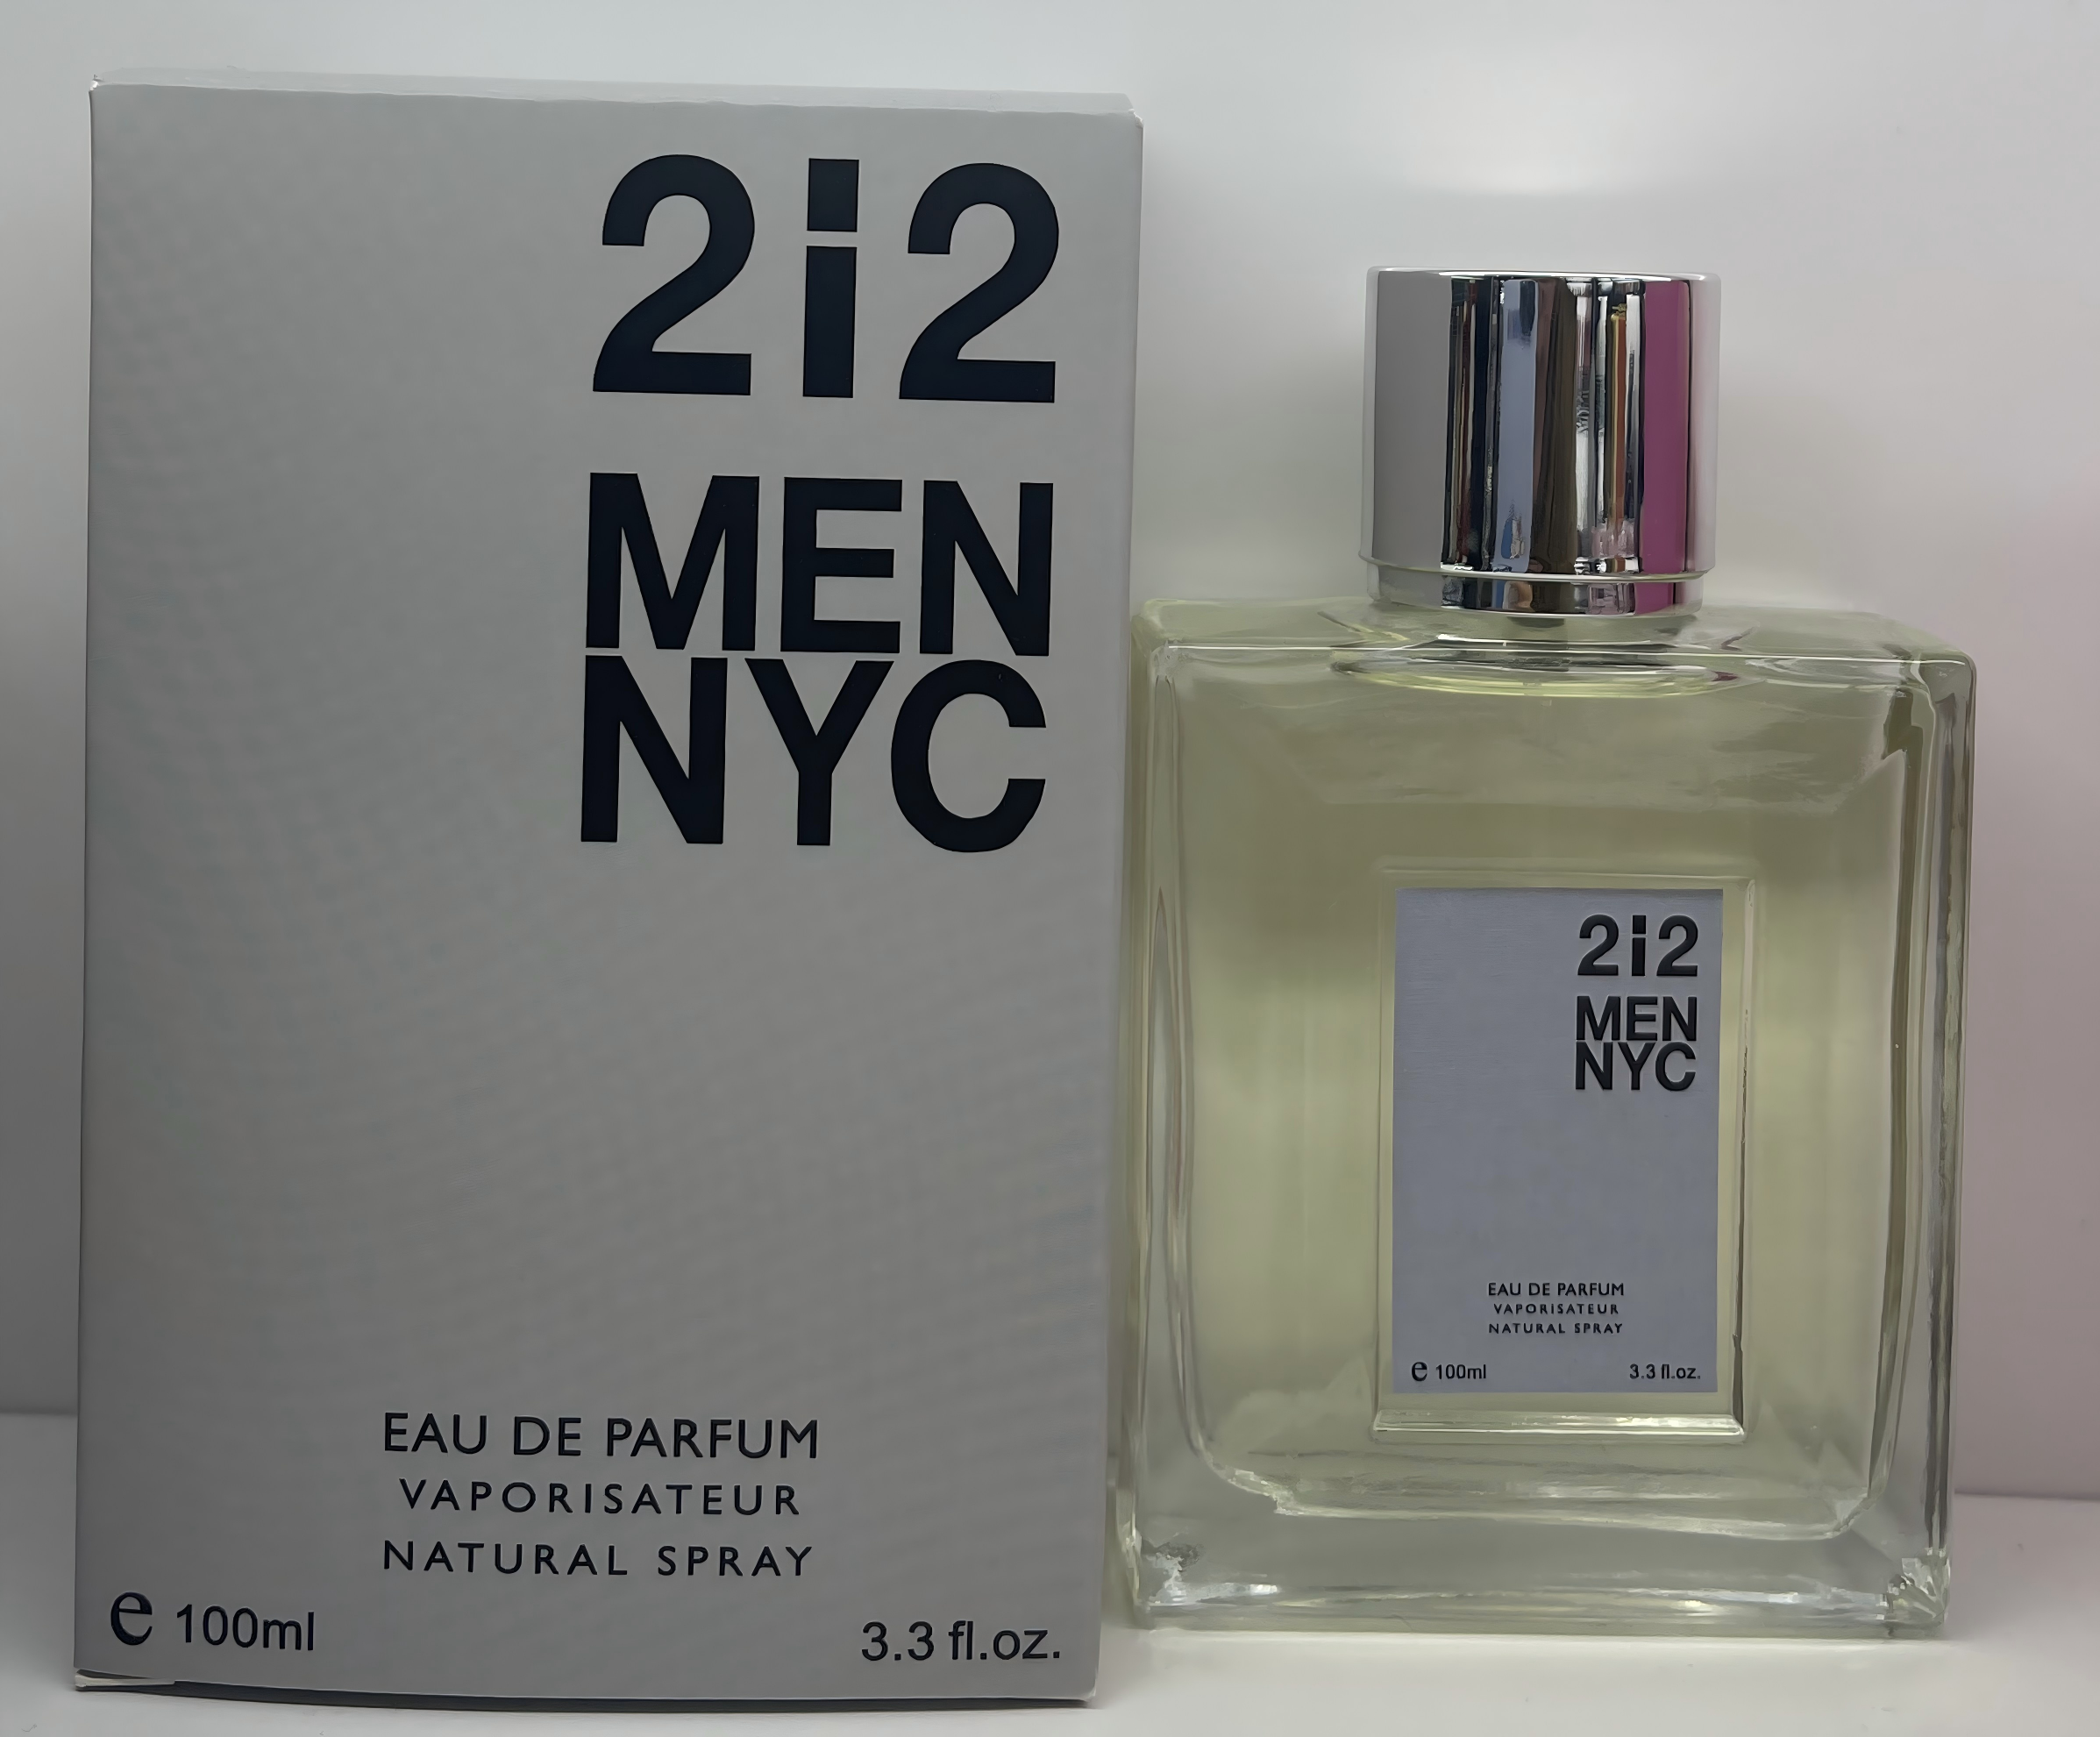 2i2
MEN
NYC
EAU DE PARFUM
VAPORISATEUR
NATURAL SPRAY
e 100ml 3.3 fl.oz.
2i2
MEN
NYC
EAU DE PARFUM
VAPORISATEUR
NATURAL SPRAY
e 100ml 3.3 fl.oz.